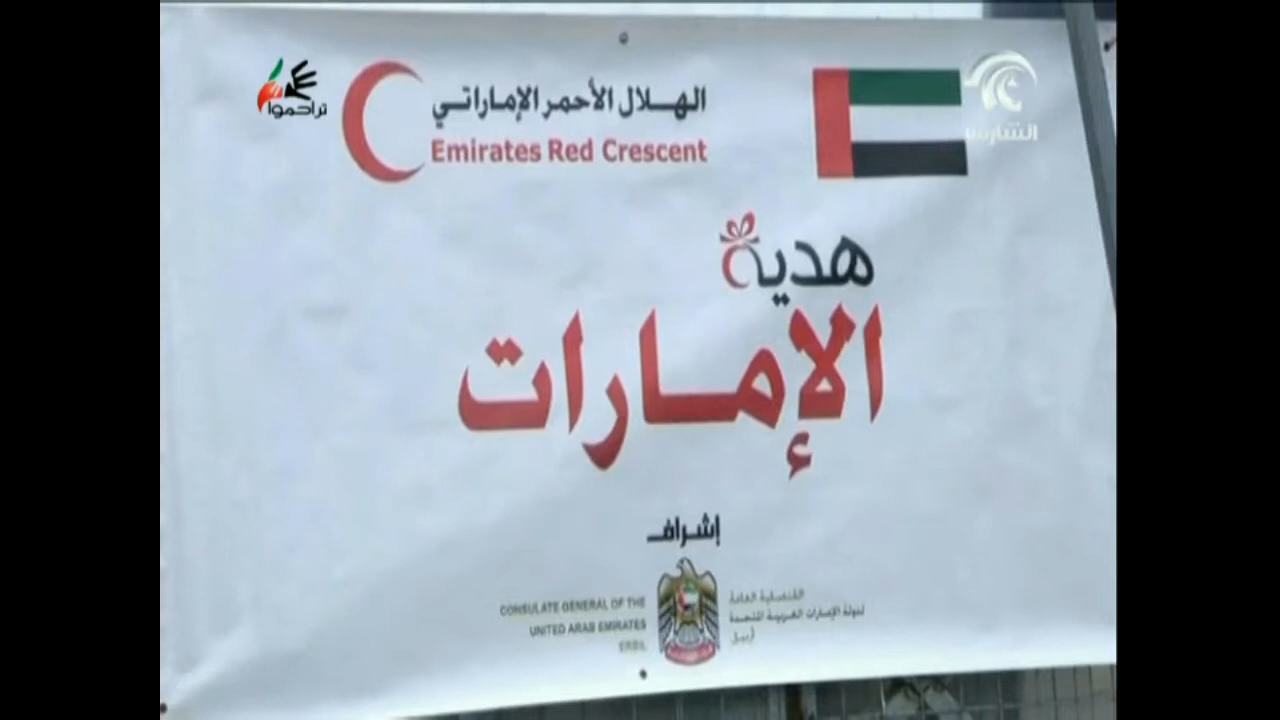 تراحموا
الهلال الأحمر الإماراتي
Emirates Red Crescent
الشارقة
هدية
الإمارات
إشراف
CONSULATE GENERAL OF THE
UNITED ARAB EMIRATES
ERBIL
القنصلية العامة
لدولة الإمارات العربية المتحدة
أربيل